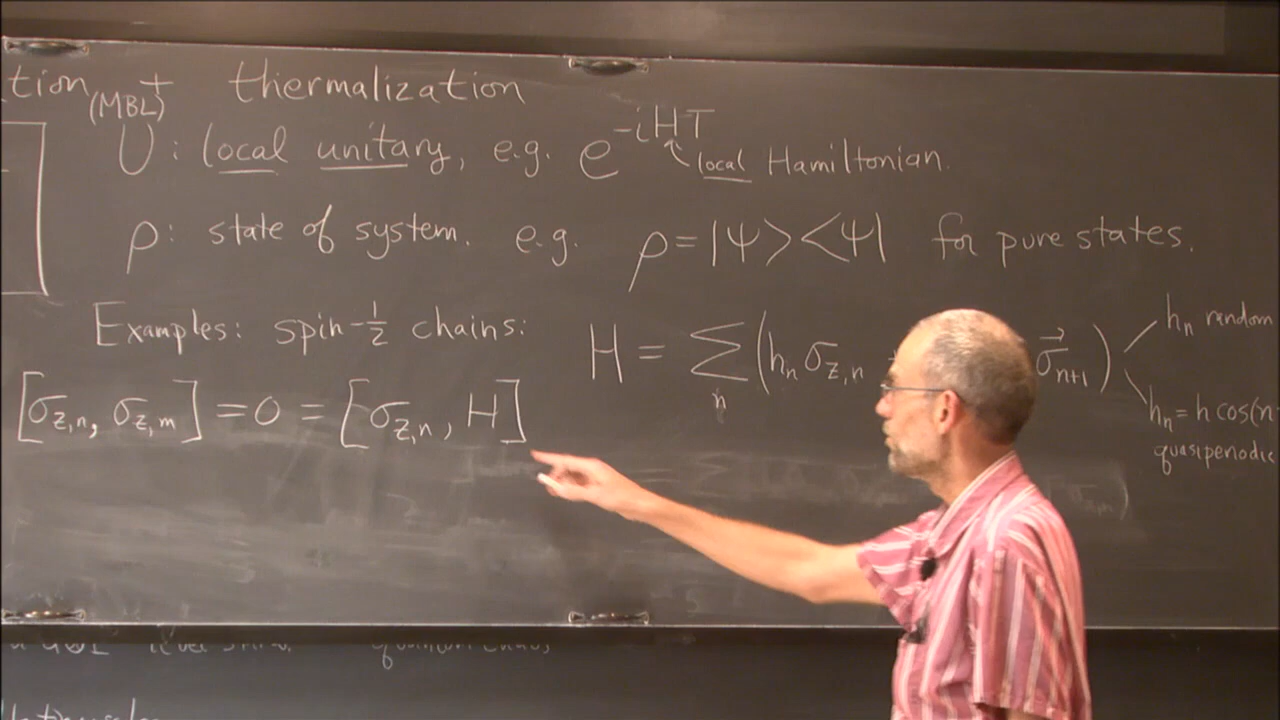 tion + thermalization
(MBL)
U: local unitary, e.g. e^{-iHT}
local Hamiltonian.
ρ: state of system. e.g. ρ = |Ψ><Ψ| for pure states.
Examples: spin-1/2 chains: H = Σ_n (h_n σ_{z,n} σ⃗_{n+1})
h_n random
[σ_{z,n}, σ_{z,m}] = 0 = [σ_{z,n}, H]
h_n = h cos(n
quasiperiodic